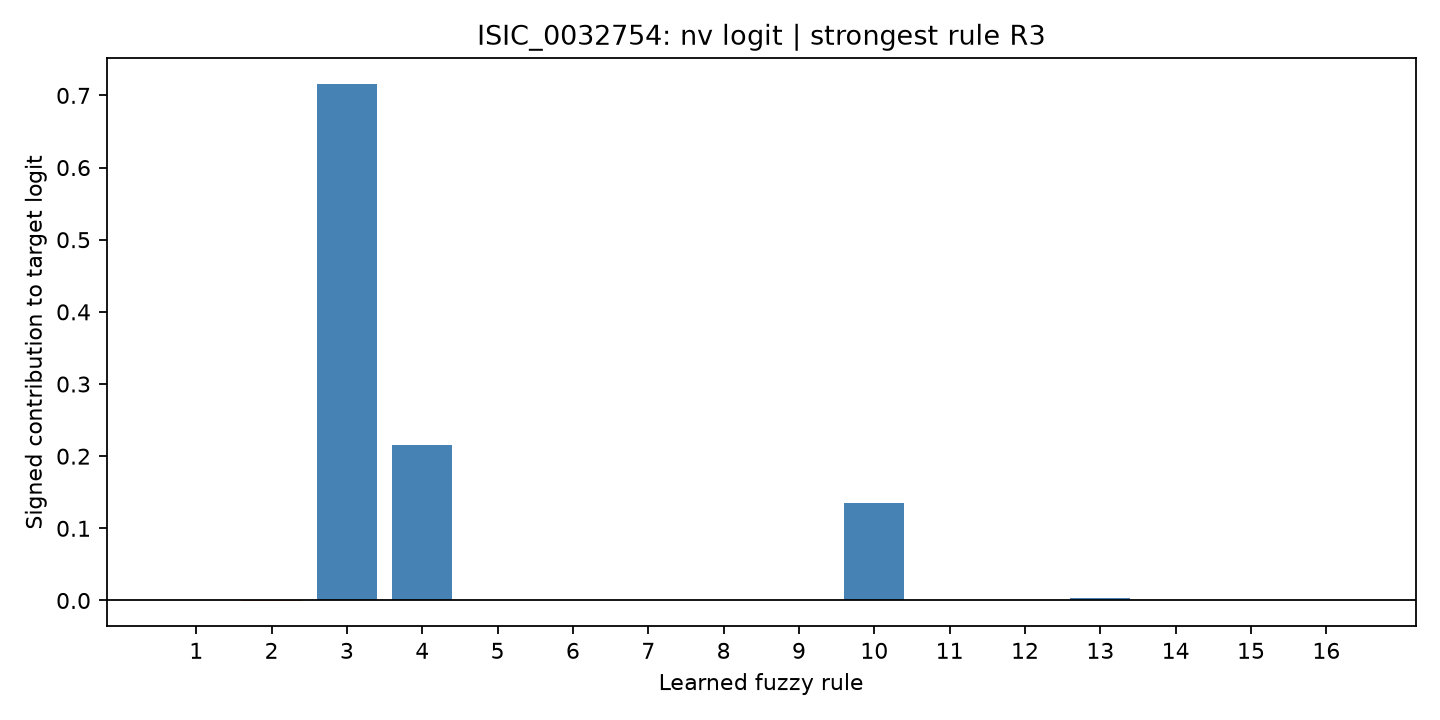 ISIC_0032754: nv logit | strongest rule R3
Signed contribution to target logit
0.7
0.6
0.5
0.4
0.3
0.2
0.1
0.0
1 2 3 4 5 6 7 8 9 10 11 12 13 14 15 16
Learned fuzzy rule